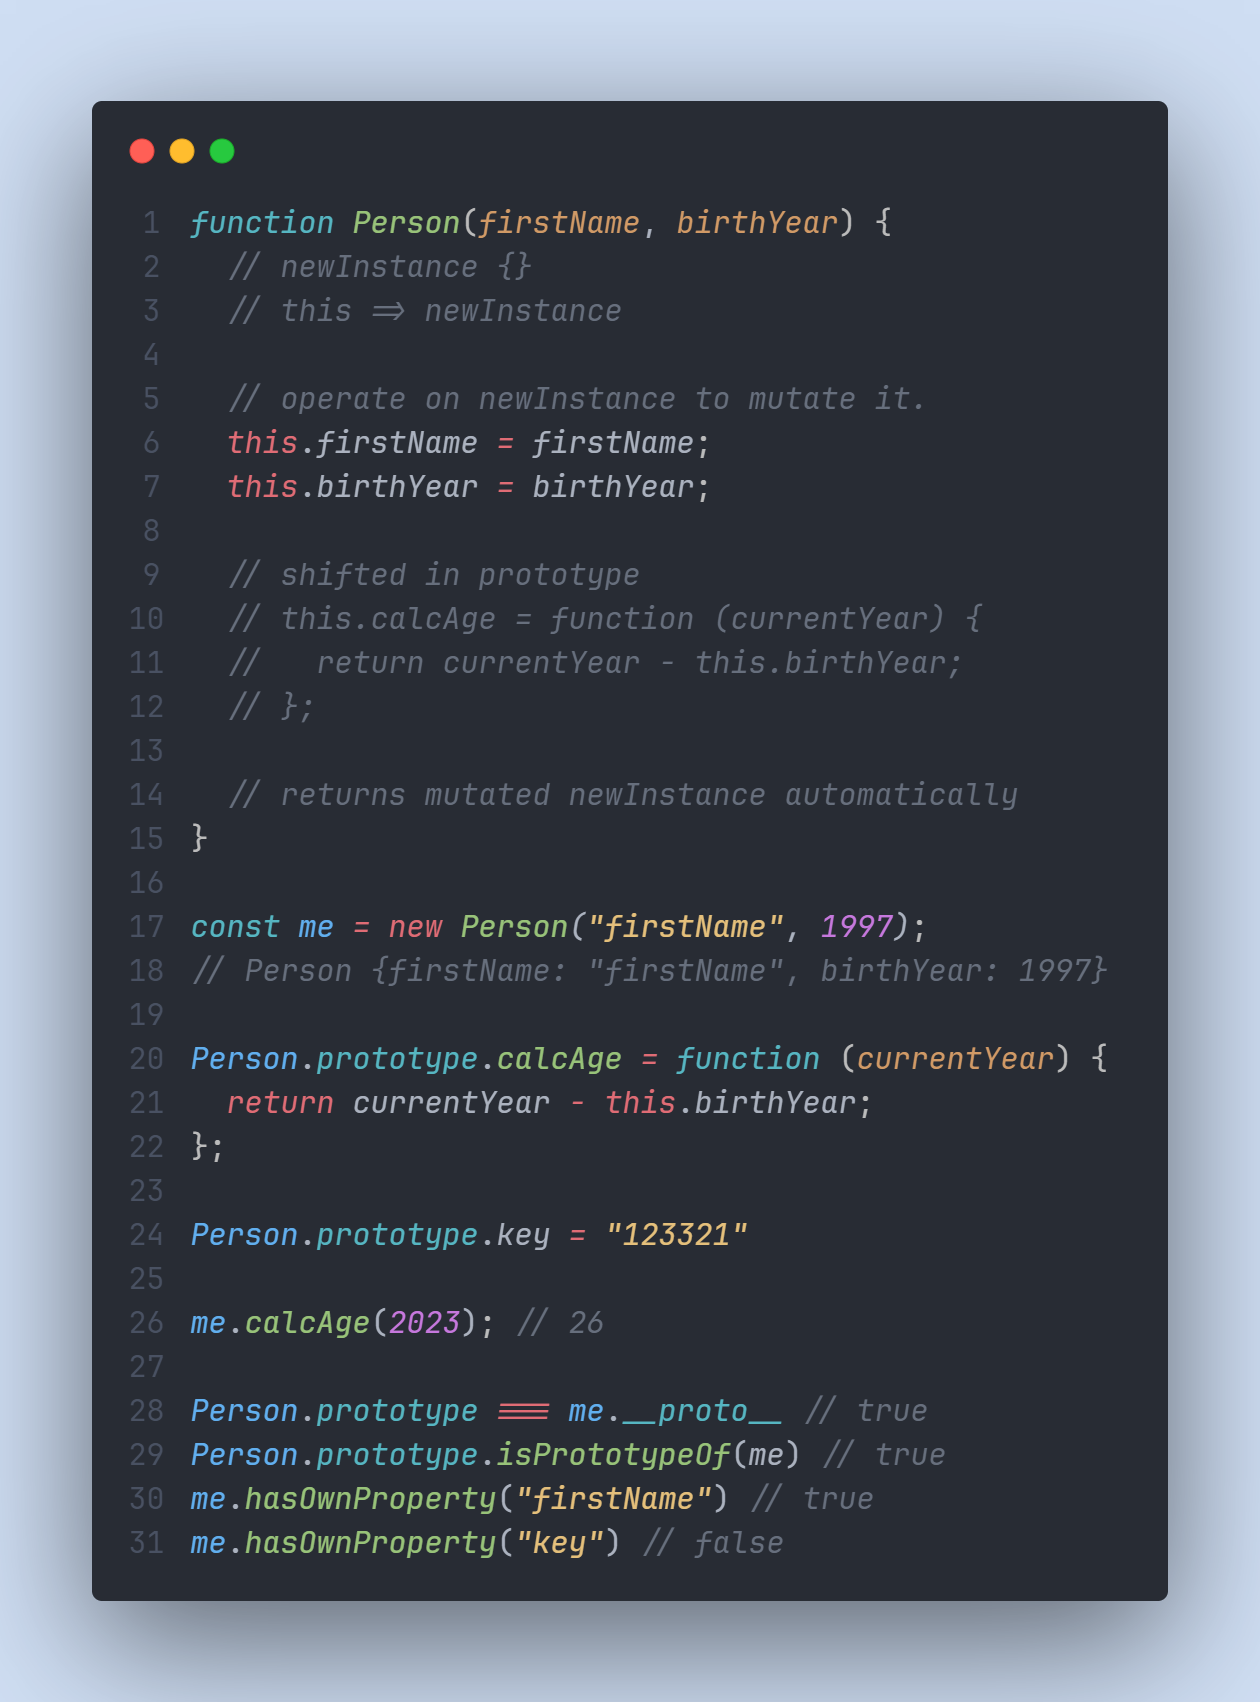 1 function Person(firstName, birthYear) {
2   // newInstance {}
3   // this => newInstance
4
5   // operate on newInstance to mutate it.
6   this.firstName = firstName;
7   this.birthYear = birthYear;
8
9   // shifted in prototype
10   // this.calcAge = function (currentYear) {
11   //   return currentYear - this.birthYear;
12   // };
13
14   // returns mutated newInstance automatically
15 }
16
17 const me = new Person("firstName", 1997);
18 // Person {firstName: "firstName", birthYear: 1997}
19
20 Person.prototype.calcAge = function (currentYear) {
21   return currentYear - this.birthYear;
22 };
23
24 Person.prototype.key = "123321"
25
26 me.calcAge(2023); // 26
27
28 Person.prototype === me.__proto__ // true
29 Person.prototype.isPrototypeOf(me) // true
30 me.hasOwnProperty("firstName") // true
31 me.hasOwnProperty("key") // false